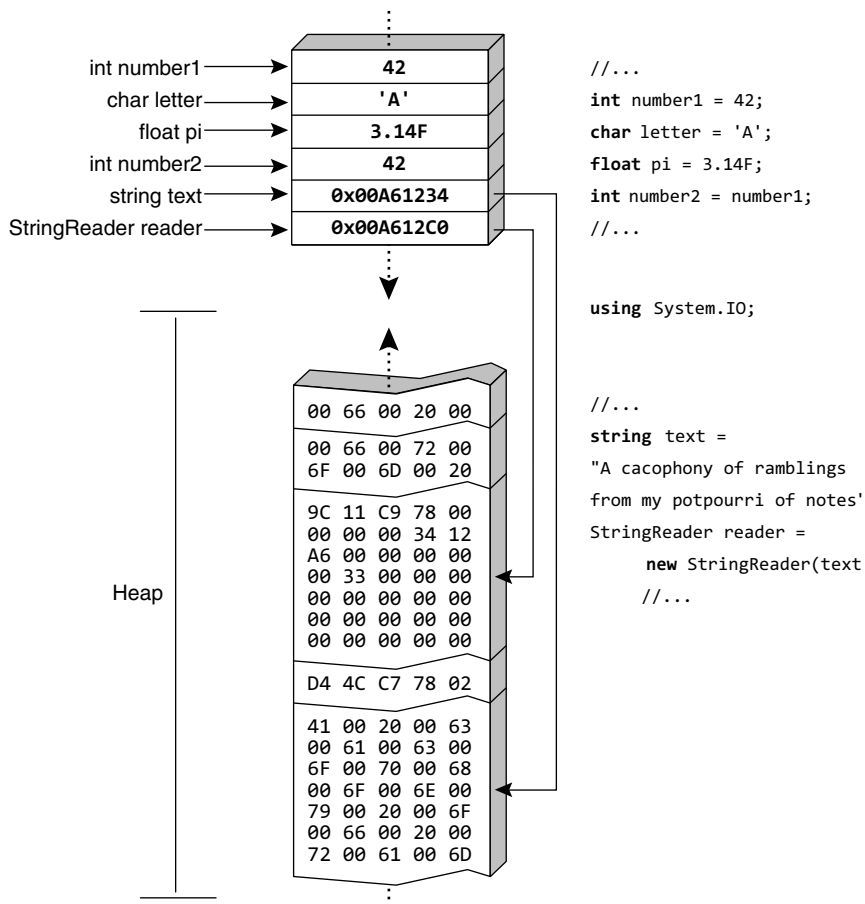 int number1
42
char letter
'A'
float pi
3.14F
int number2
42
string text
0x00A61234
StringReader reader
0x00A612C0
//...
int number1 = 42;
char letter = 'A';
float pi = 3.14F;
int number2 = number1;
//...
using System.IO;
//...
string text =
"A cacophony of ramblings
from my potpourri of notes"
StringReader reader =
new StringReader(text
//...
Heap
00 66 00 20 00
00 66 00 72 00
6F 00 6D 00 20
9C 11 C9 78 00
00 00 00 34 12
A6 00 00 00 00
00 33 00 00 00
00 00 00 00 00
00 00 00 00 00
00 00 00 00 00
D4 4C C7 78 02
41 00 20 00 63
00 61 00 63 00
6F 00 70 00 68
00 6F 00 6E 00
79 00 20 00 6F
00 66 00 20 00
72 00 61 00 6D